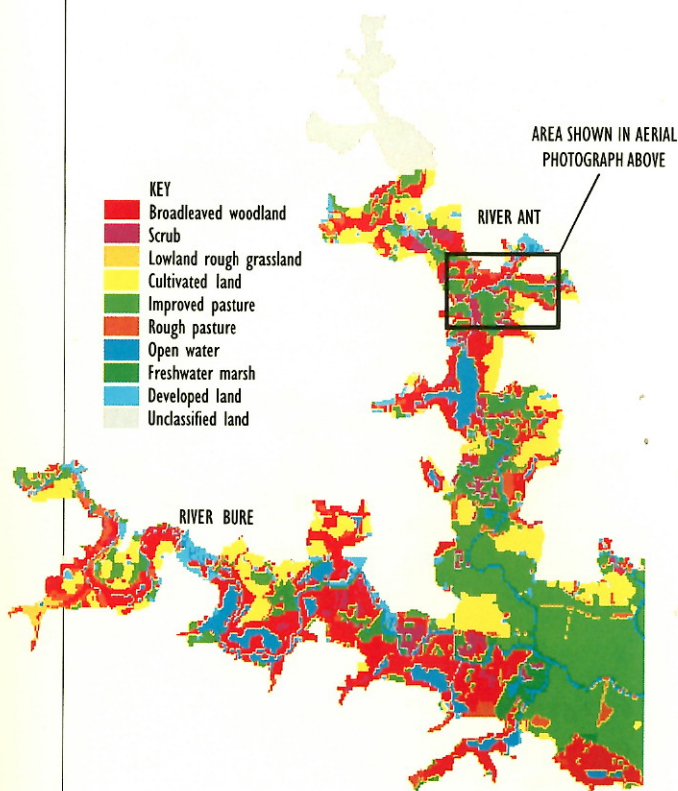 AREA SHOWN IN AERIAL
PHOTOGRAPH ABOVE
KEY
Broadleaved woodland
Scrub
Lowland rough grassland
Cultivated land
Improved pasture
Rough pasture
Open water
Freshwater marsh
Developed land
Unclassified land
RIVER ANT
RIVER BURE